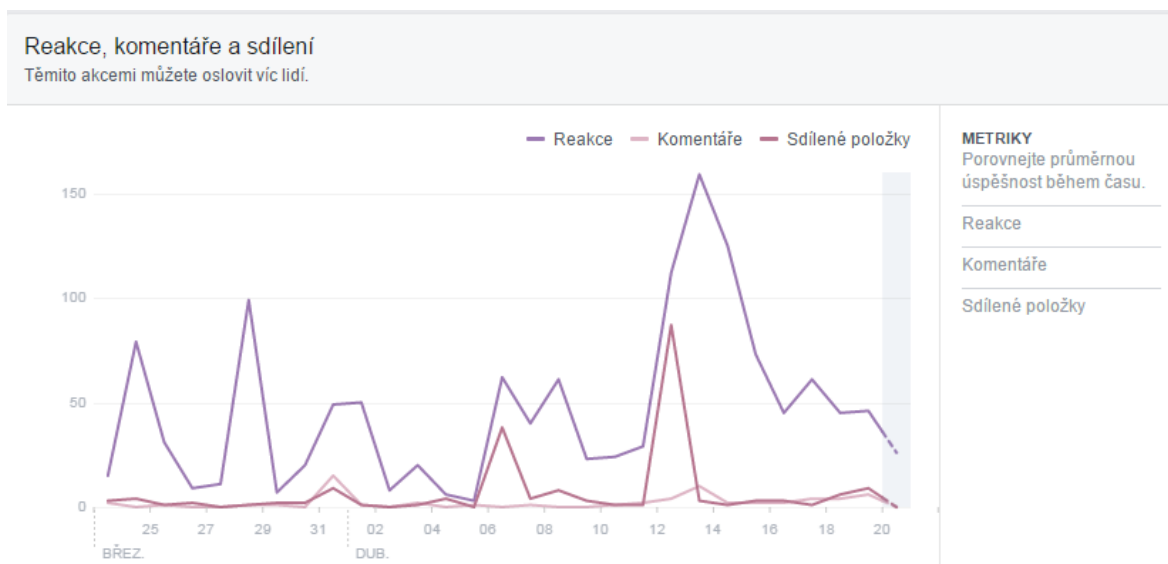 Reakce, komentáře a sdílení
Těmito akcemi můžete oslovit víc lidí.
Reakce Komentáře Sdílené položky
150
100
50
0
25 27 29 31 02 04 06 08 10 12 14 16 18 20
BŘEZ. DUB.
METRIKY
Porovnejte průměrnou
úspěšnost během času.
Reakce
Komentáře
Sdílené položky